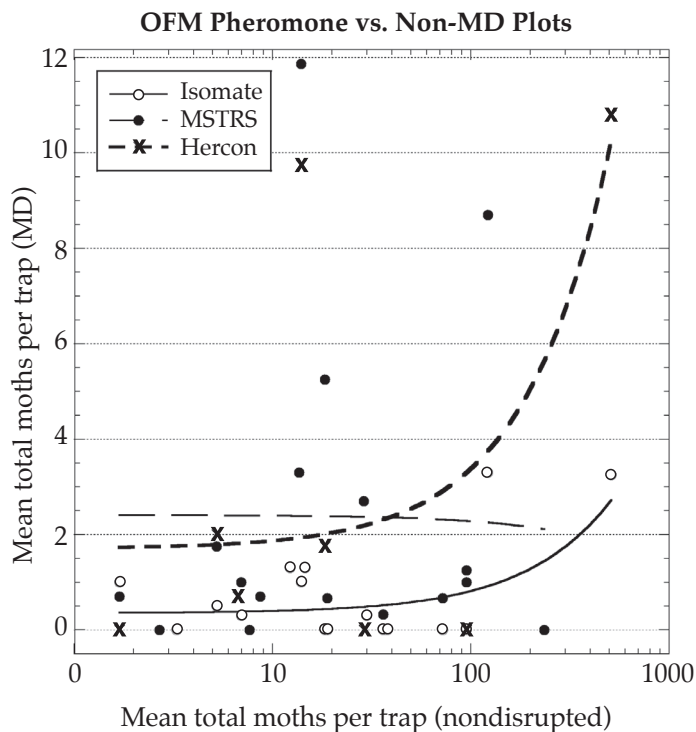 OFM Pheromone vs. Non-MD Plots
Isomate
MSTRS
Hercon
Mean total moths per trap (MD)
12
10
8
6
4
2
0
0 10 100 1000
Mean total moths per trap (nondisrupted)